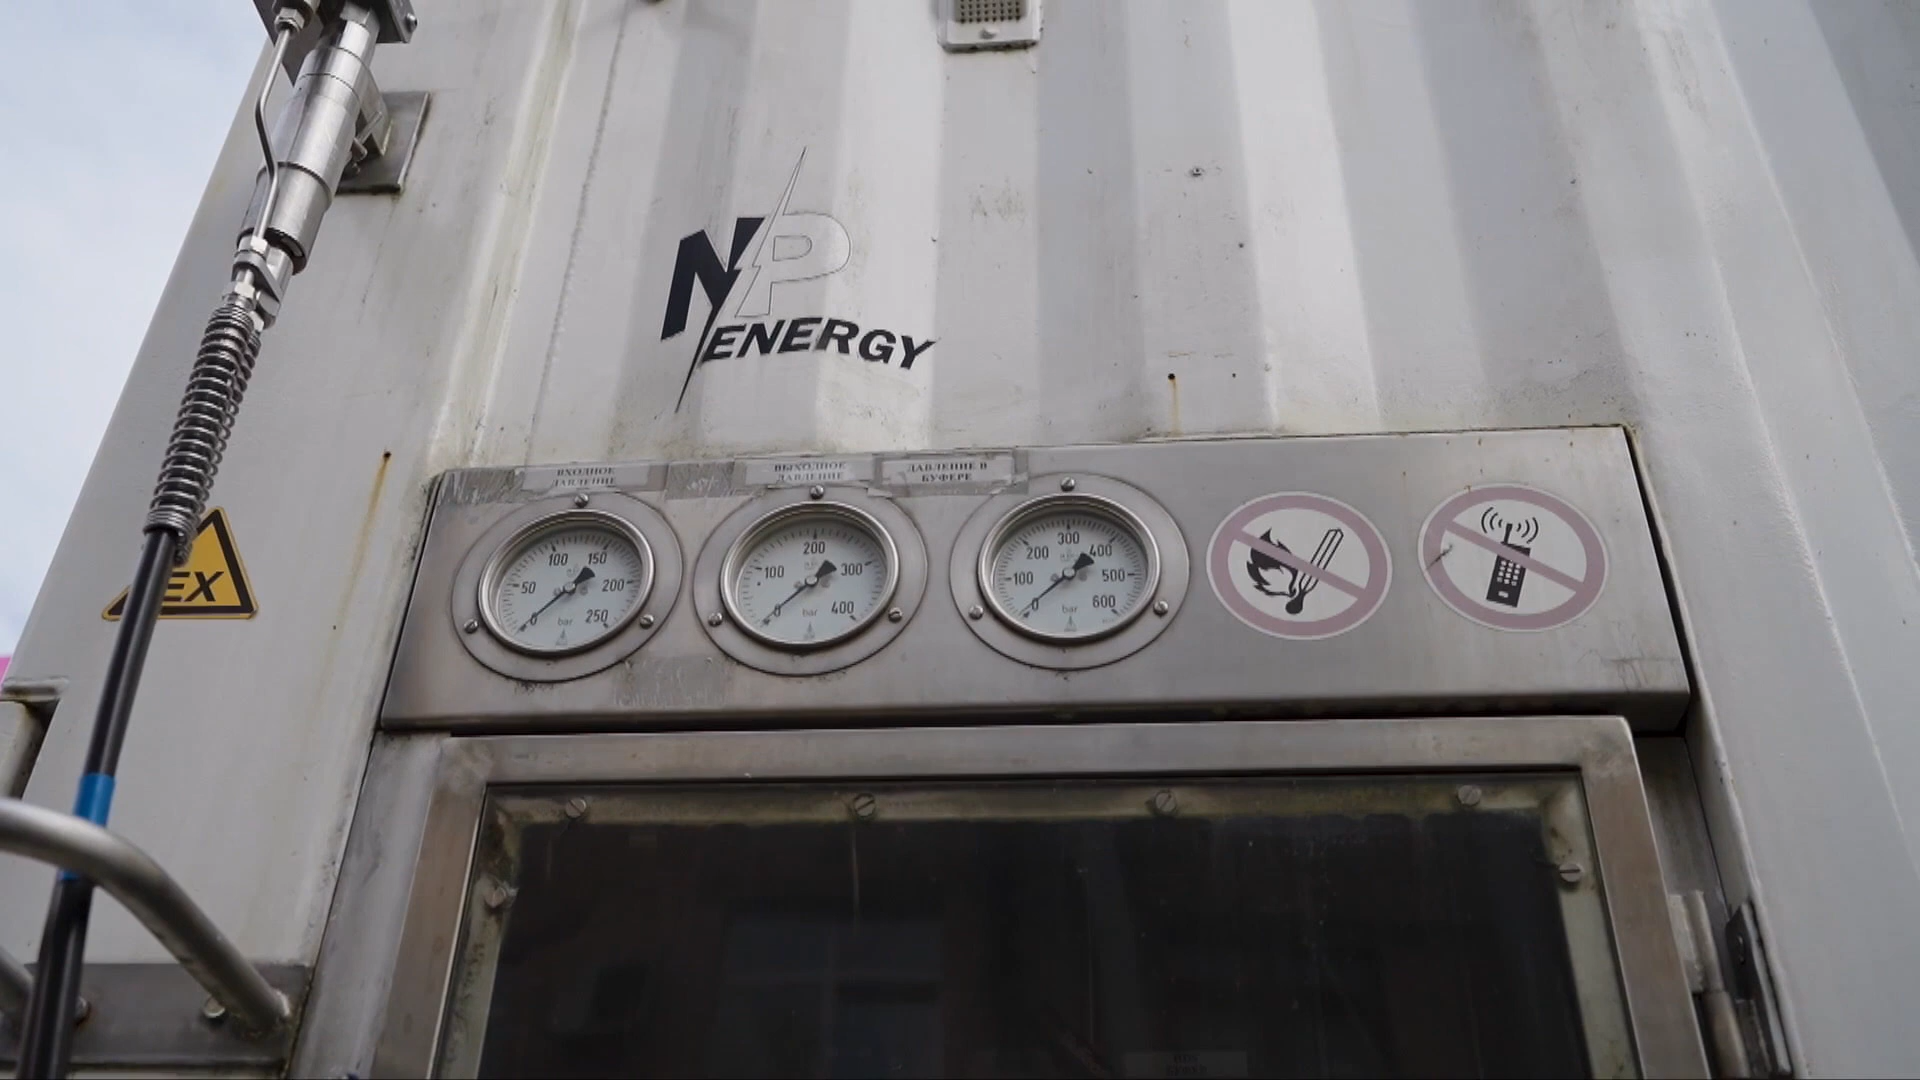 NP
ENERGY
ВХОДНОЕ
ДАВЛЕНИЕ
ВЫХОДНОЕ
ДАВЛЕНИЕ
ДАВЛЕНИЕ В
БУФЕРЕ
EX
0 50 100 150 200 250
bar
0 100 200 300 400
bar
0 100 200 300 400 500 600
bar